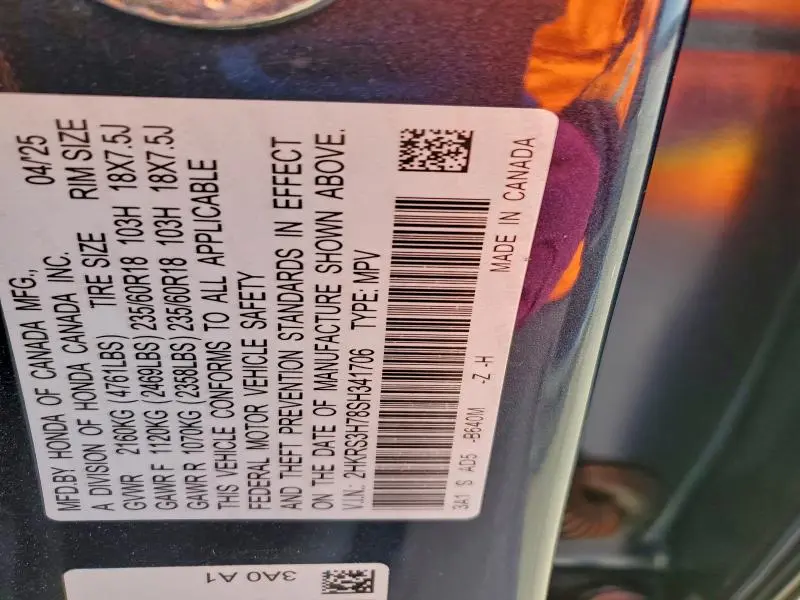 MFD.BY HONDA OF CANADA MFG., 04/'25
A DIVISION OF HONDA CANADA INC. TIRE SIZE RIM SIZE
GVWR 2160KG (4761LBS)
GAWR F 1120KG (2469LBS) 235/60R18 103H 18X7.5J
GAWR R 1070KG (2358LBS) 235/60R18 103H 18X7.5J
THIS VEHICLE CONFORMS TO ALL APPLICABLE
FEDERAL MOTOR VEHICLE SAFETY
AND THEFT PREVENTION STANDARDS IN EFFECT
ON THE DATE OF MANUFACTURE SHOWN ABOVE.
V.I.N.: 2HKRS3H78SH341706 TYPE: MPV
3A1 S AD5 -B640M -Z -H
MADE IN CANADA
3A0 A1